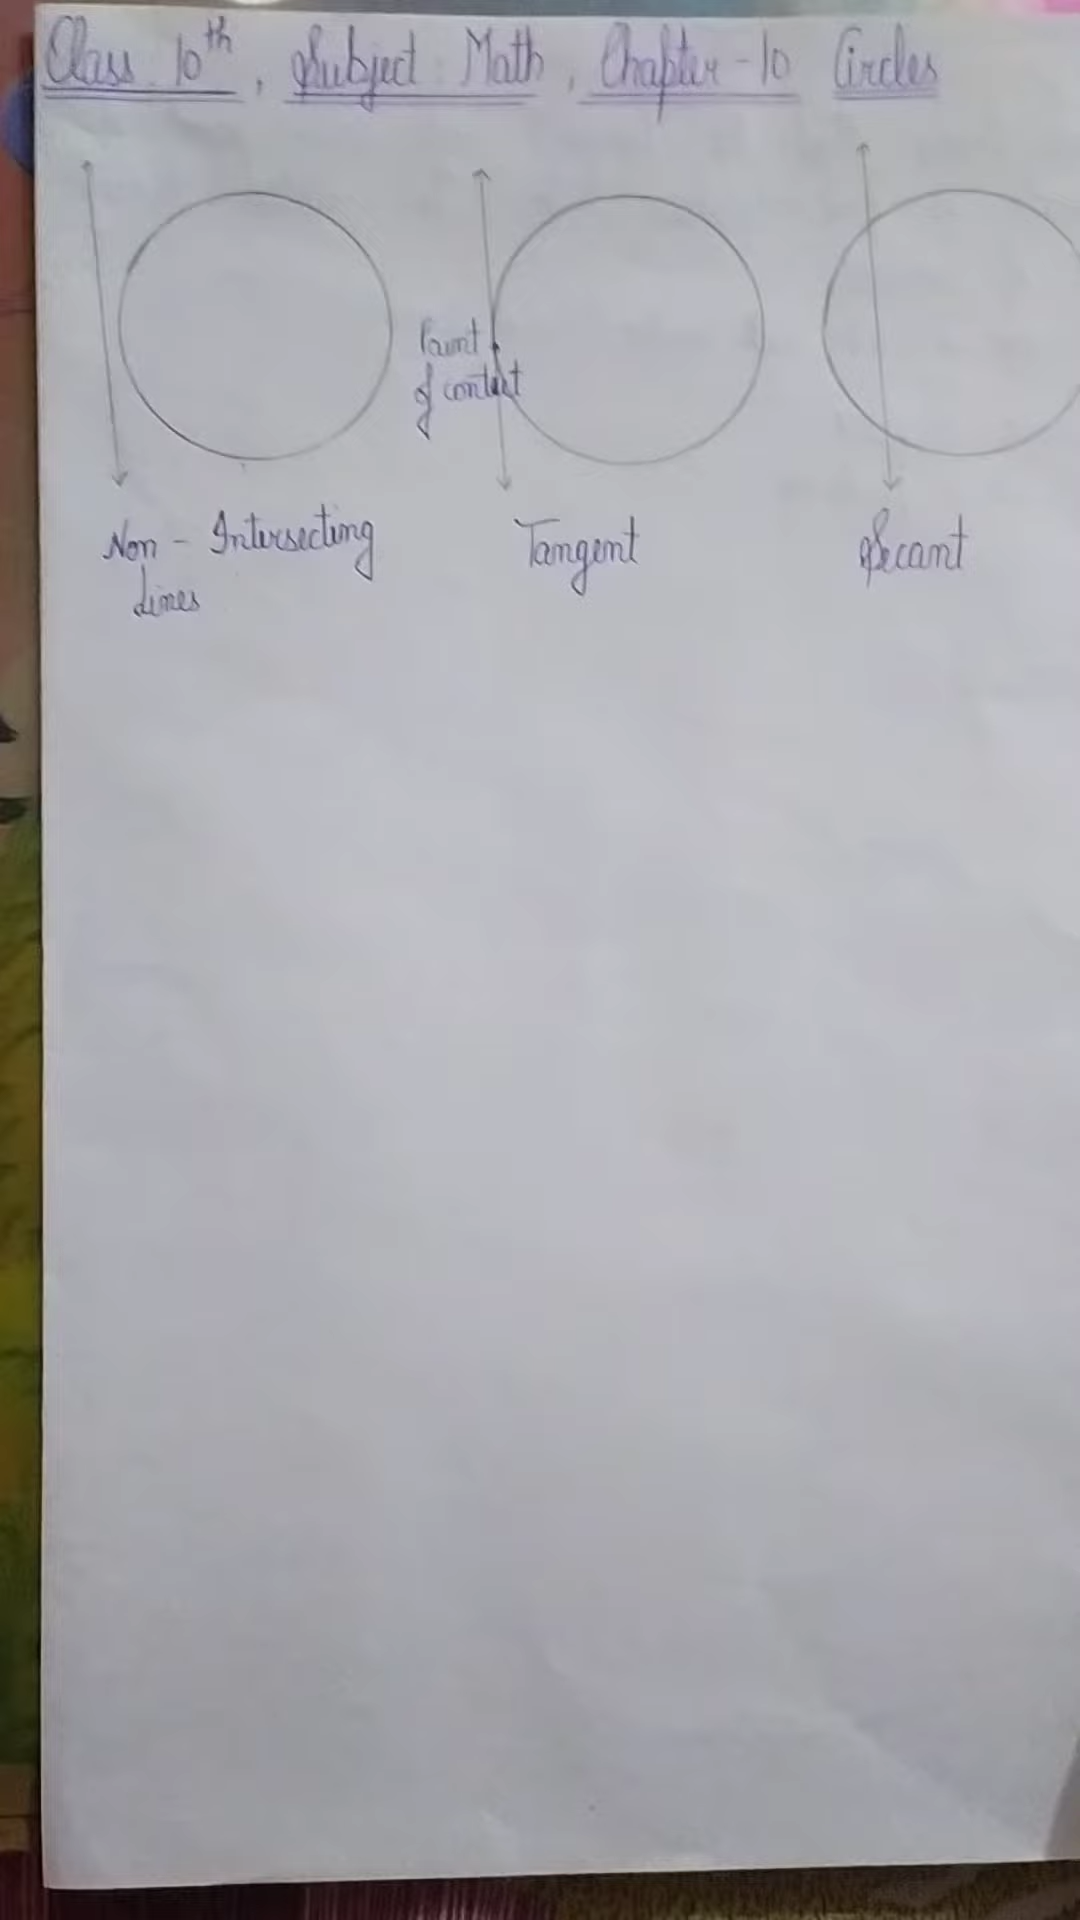 Class 10th, Subject Math, Chapter-10 Circles
Point
of contact
Non-Intersecting
Lines
Tangent
Secant